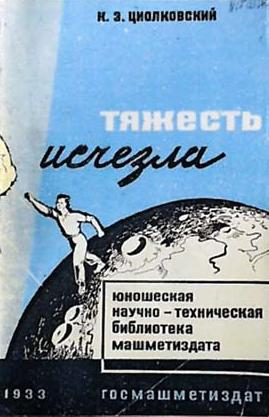 К. Э. ЦИОЛКОВСКИЙ
ТЯЖЕСТЬ
исчезла
ЮНОШЕСКАЯ
НАУЧНО-ТЕХНИЧЕСКАЯ
БИБЛИОТЕКА
МАШМЕТИЗДАТА
1933 ГОСМАШМЕТИЗДАТ